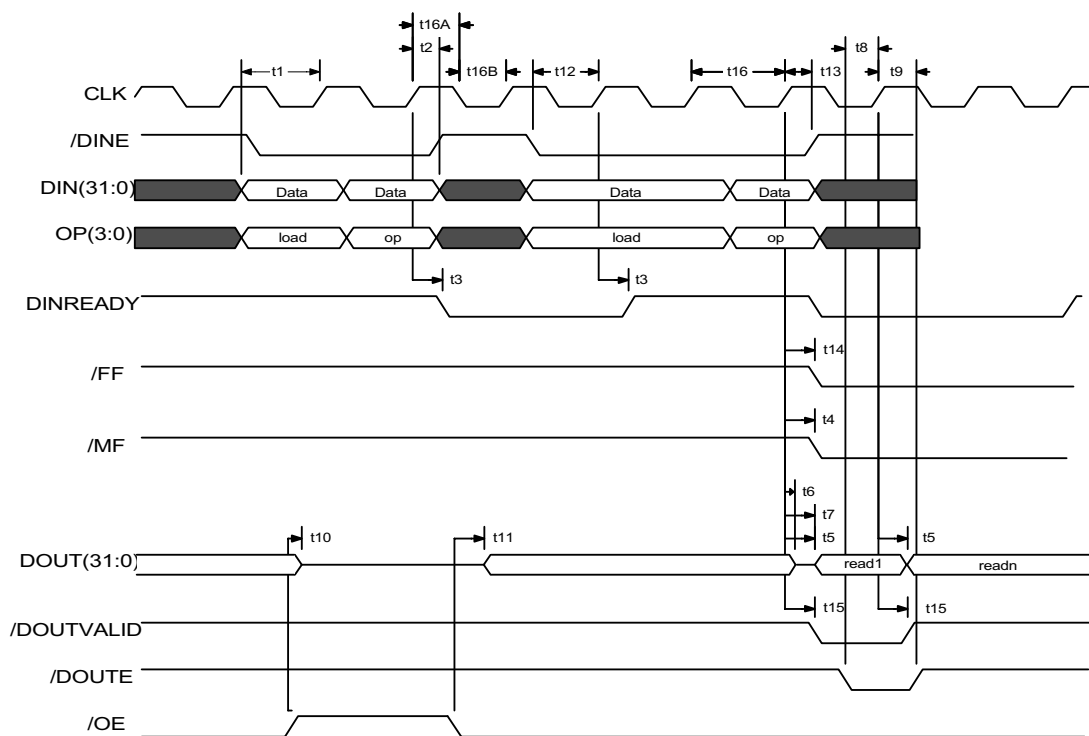 t16A
t8
t2
t1
t16B
t12
t16
t13
t9
CLK
/DINE
DIN(31:0)
Data
Data
Data
Data
OP(3:0)
load
op
load
op
t3
t3
DINREADY
t14
/FF
t4
/MF
t6
t7
t10
t11
t5
t5
DOUT(31:0)
read1
readn
t15
t15
/DOUTVALID
/DOUTE
/OE